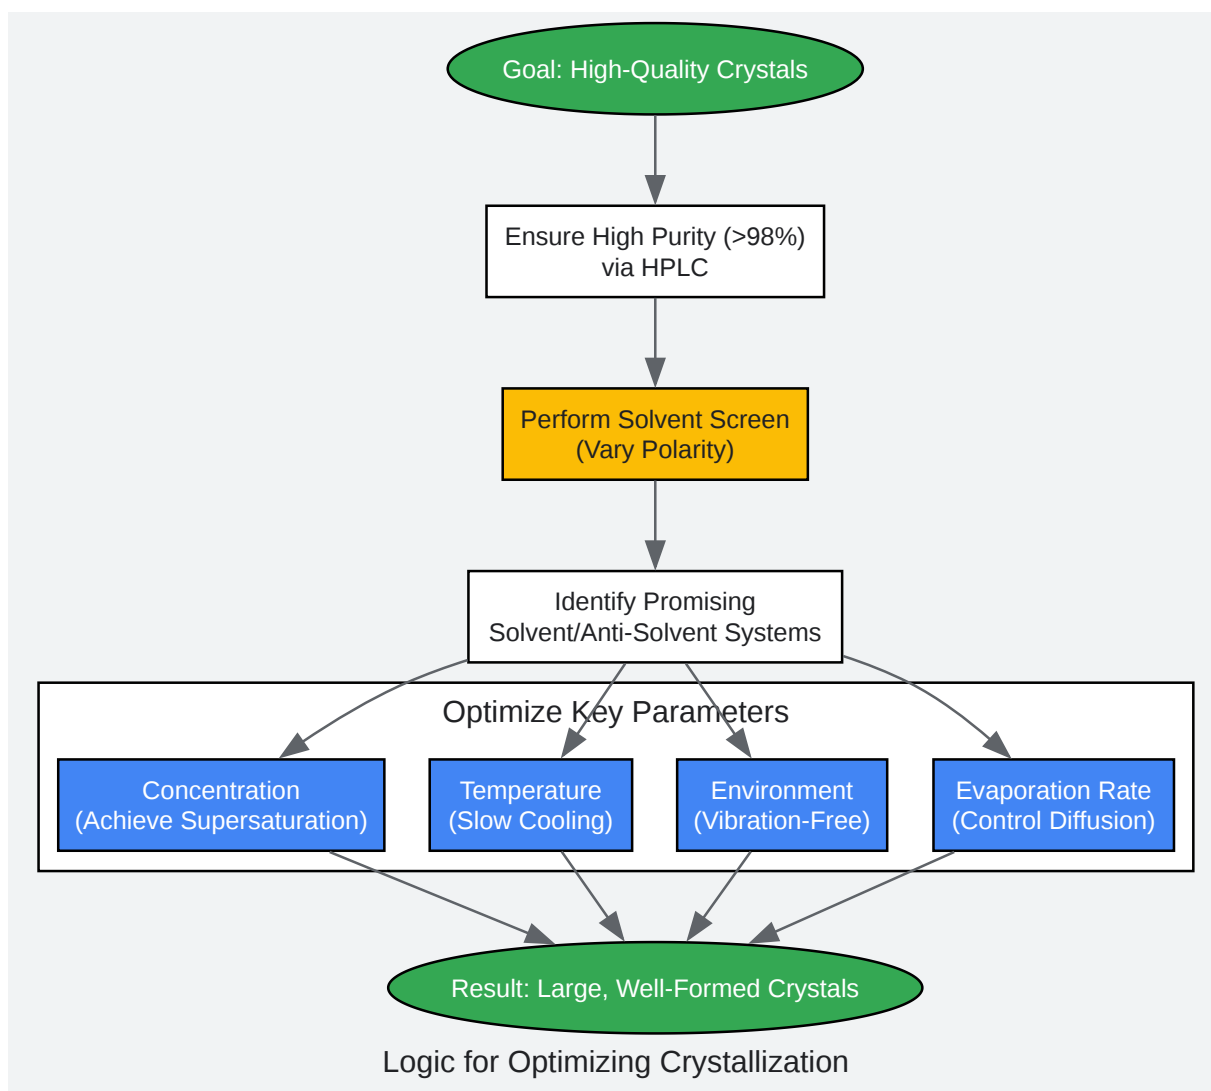 Goal: High-Quality Crystals
Ensure High Purity (>98%)
via HPLC
Perform Solvent Screen
(Vary Polarity)
Identify Promising
Solvent/Anti-Solvent Systems
Optimize Key Parameters
Concentration
(Achieve Supersaturation)
Temperature
(Slow Cooling)
Environment
(Vibration-Free)
Evaporation Rate
(Control Diffusion)
Result: Large, Well-Formed Crystals
Logic for Optimizing Crystallization